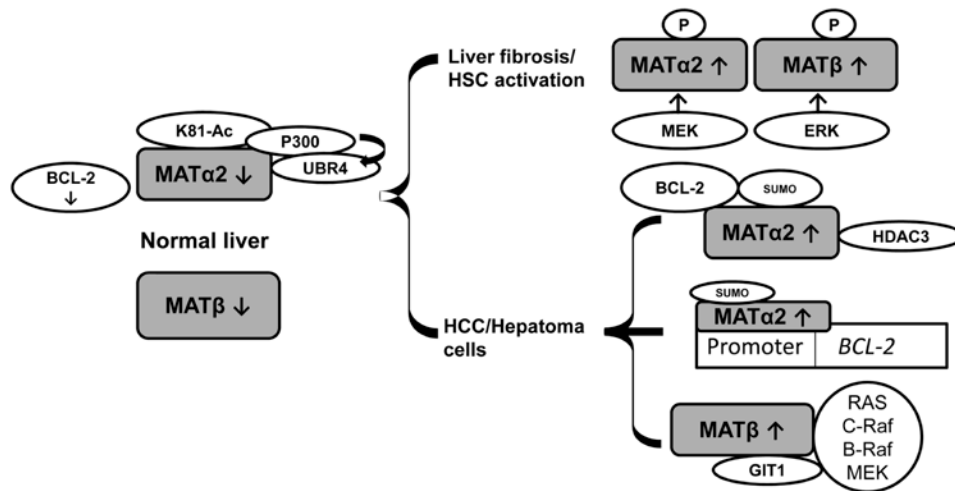 K81-Ac
P300
UBR4
MATα2 ↓
BCL-2
↓
Normal liver
MATβ ↓
Liver fibrosis/
HSC activation
P
MATα2 ↑
MEK
P
MATβ ↑
ERK
HCC/Hepatoma
cells
BCL-2
SUMO
MATα2 ↑
HDAC3
SUMO
MATα2 ↑
Promoter
BCL-2
MATβ ↑
GIT1
RAS
C-Raf
B-Raf
MEK